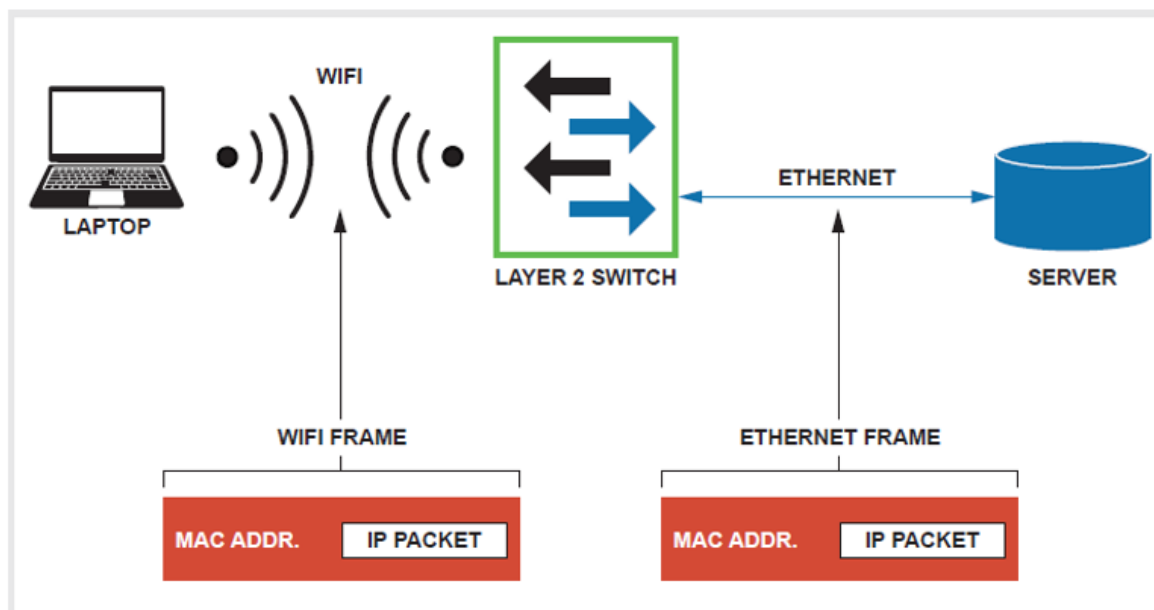 WIFI
LAPTOP
LAYER 2 SWITCH
ETHERNET
SERVER
WIFI FRAME
ETHERNET FRAME
MAC ADDR.
IP PACKET
MAC ADDR.
IP PACKET